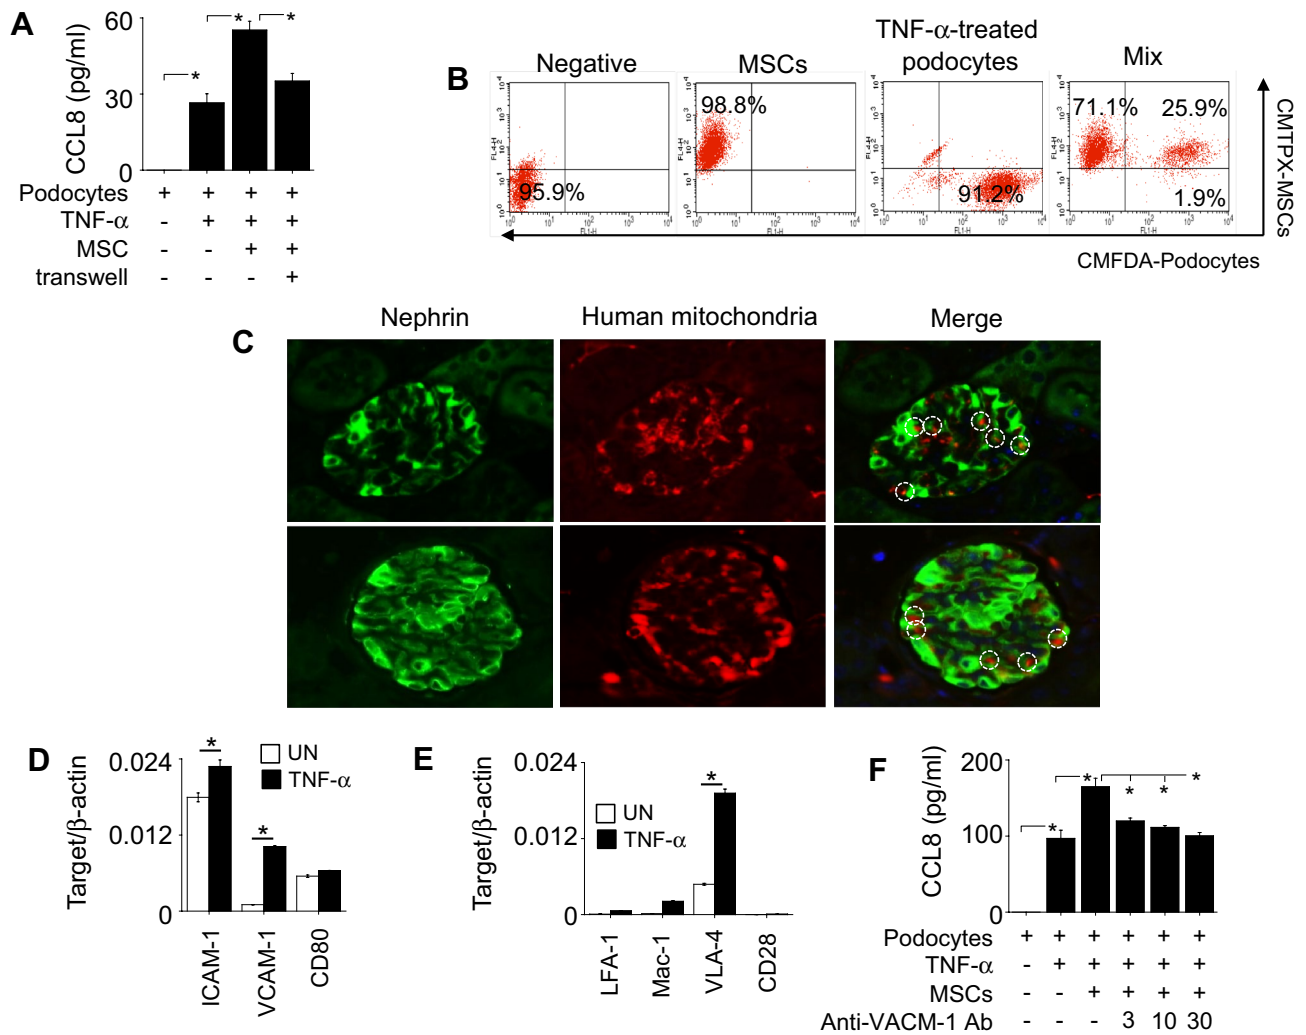 A
CCL8 (pg/ml)
60
30
0
* * *
Podocytes + + + +
TNF-α - + + +
MSC - - + +
transwell - - - +
B
Negative
MSCs
TNF-α-treated
podocytes
Mix
95.9%
98.8%
91.2%
71.1% 25.9%
1.9%
FL4-H
FL1-H
CMTPX-MSCs
CMFDA-Podocytes
C
Nephrin Human mitochondria Merge
D
Target/β-actin
0.024
0.012
0
UN
TNF-α
* *
ICAM-1
VCAM-1
CD80
E
Target/β-actin
0.024
0.012
0
UN
TNF-α
*
LFA-1
Mac-1
VLA-4
CD28
F
CCL8 (pg/ml)
200
100
0
* * * * *
Podocytes + + + + + +
TNF-α - + + + + +
MSCs - - + + + +
Anti-VACM-1 Ab - - - 3 10 30